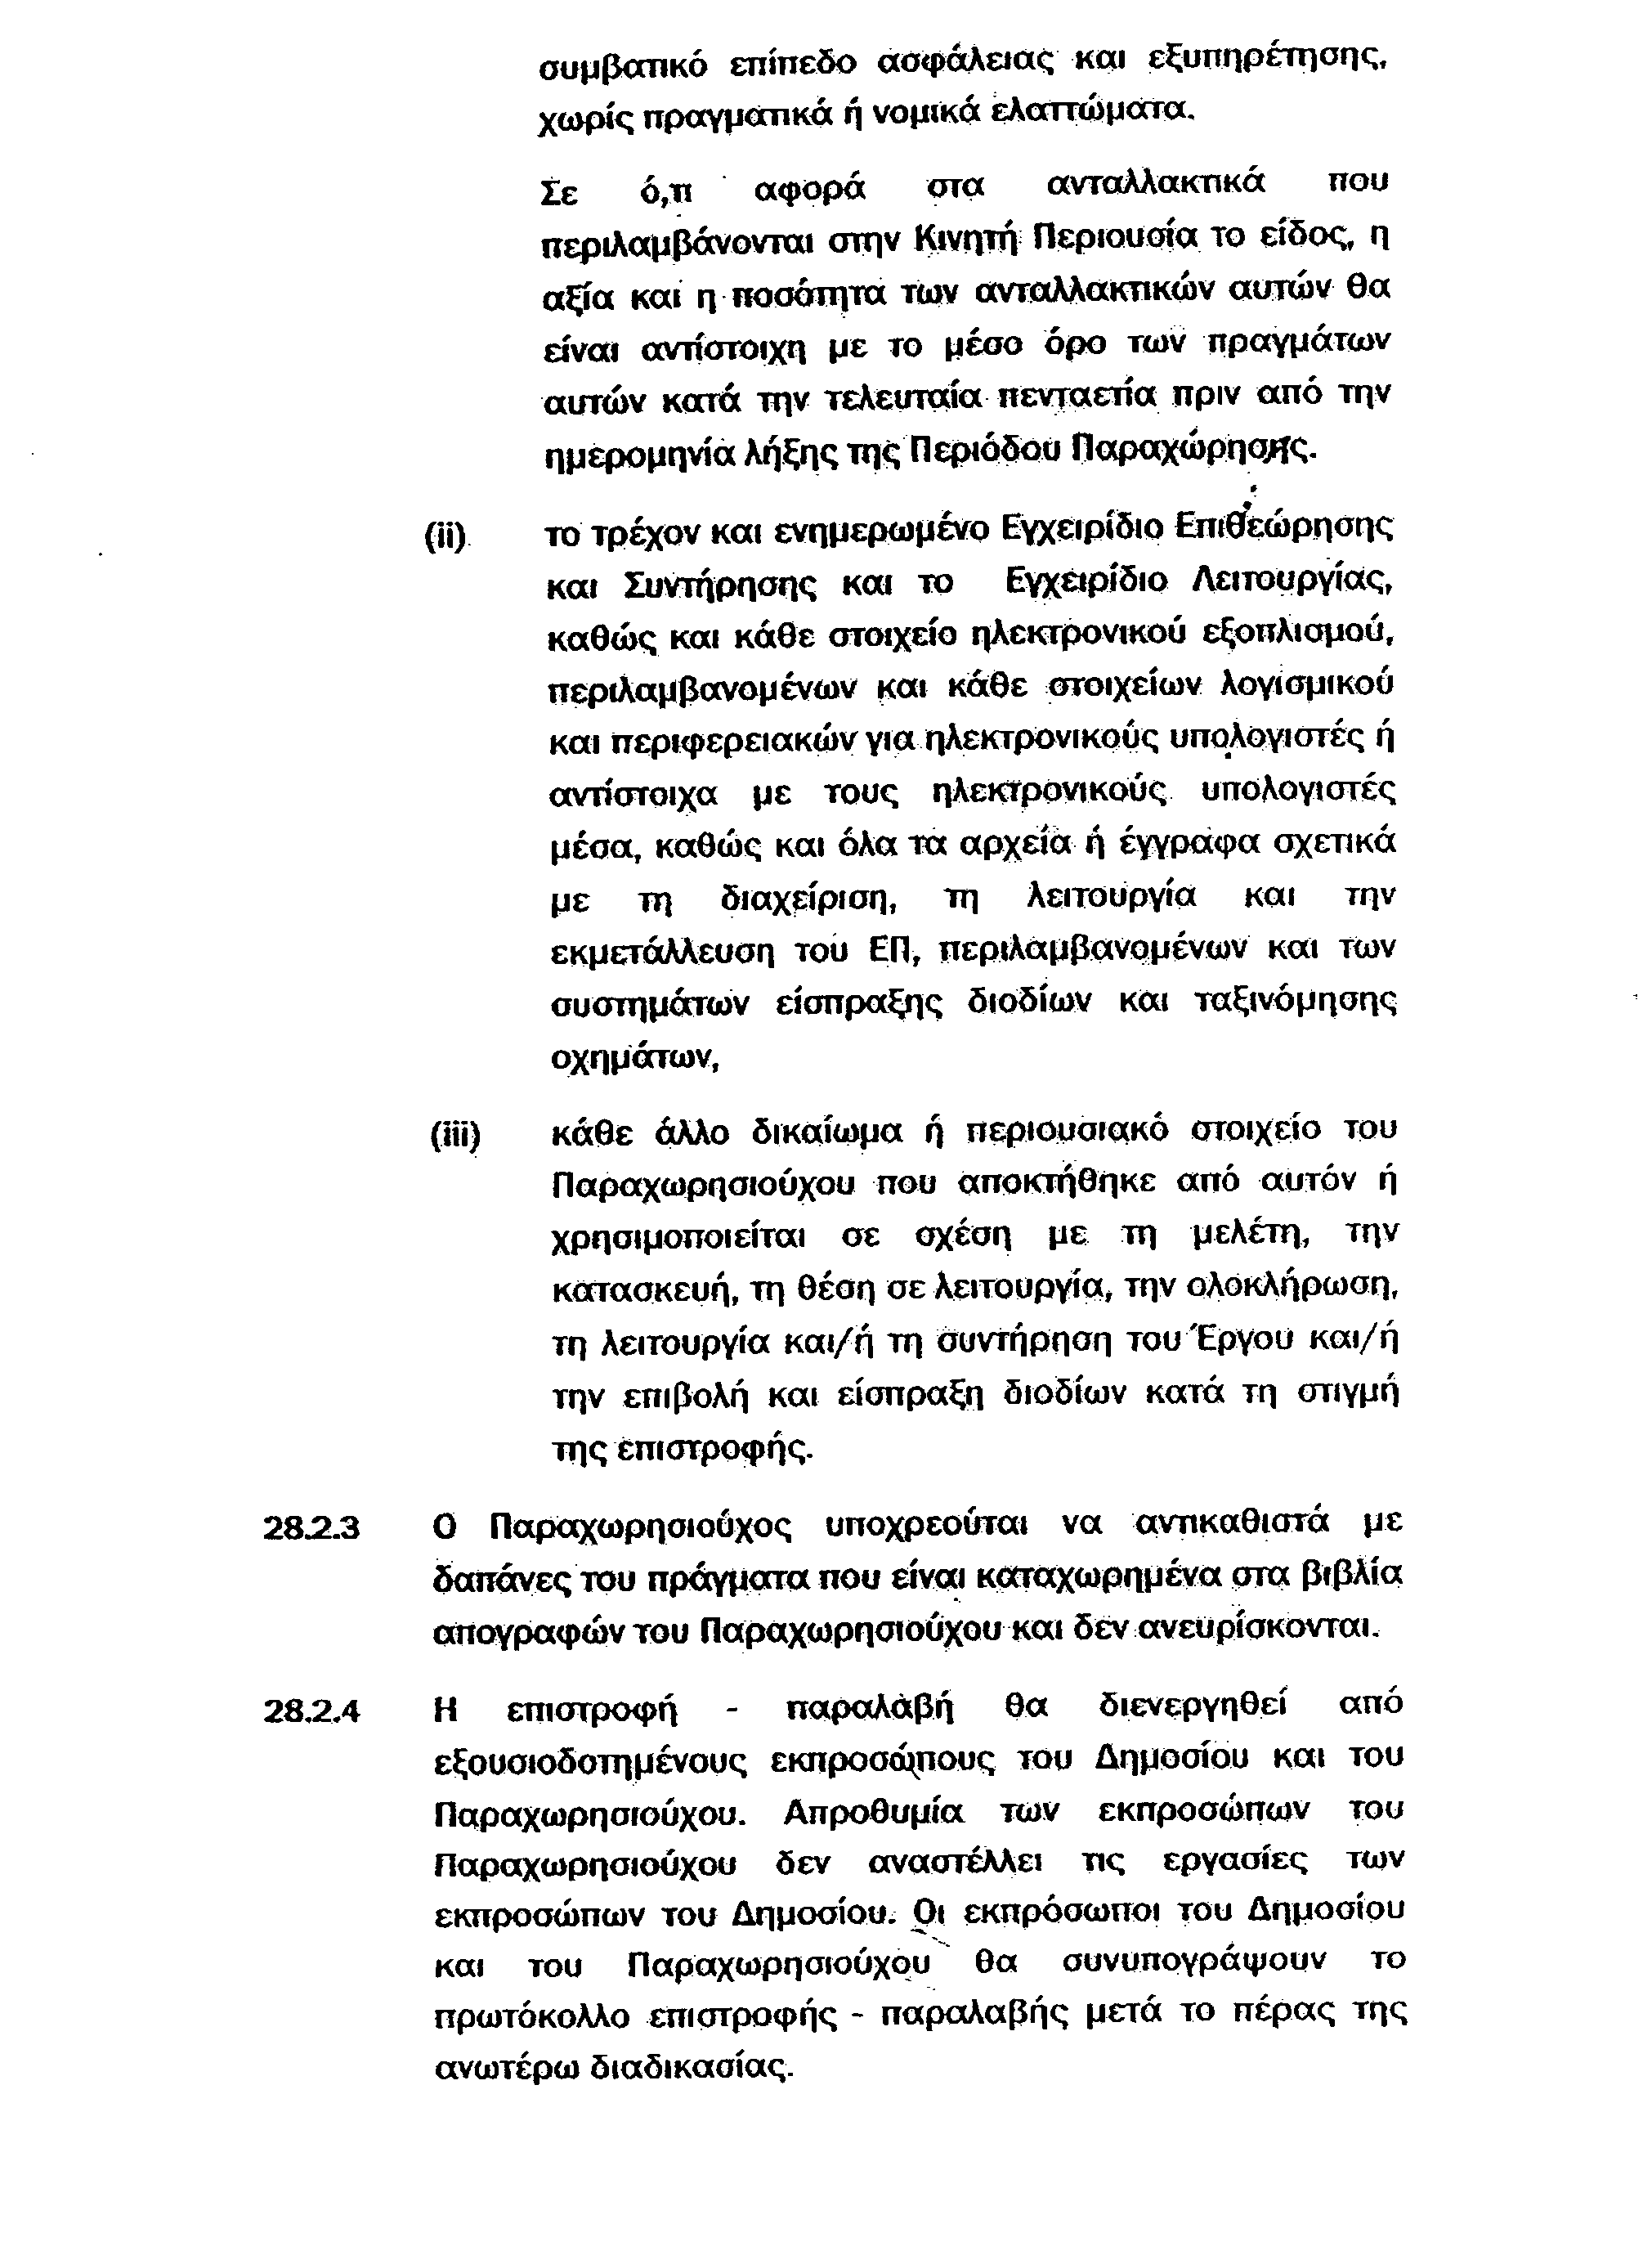 συμβατικό επίπεδο ασφάλειας και εξυπηρέτησης,
χωρίς πραγματικά ή νομικά ελαττώματα.
Σε ό,τι αφορά στα ανταλλακτικά που
περιλαμβάνονται στην Κινητή Περιουσία το είδος, η
αξία και η ποσότητα των ανταλλακτικών αυτών θα
είναι αντίστοιχη με το μέσο όρο των πραγμάτων
αυτών κατά την τελευταία πενταετία πριν από την
ημερομηνία λήξης της Περιόδου Παραχώρησης.
(ii) το τρέχον και ενημερωμένο Εγχειρίδιο Επιθεώρησης
και Συντήρησης και το Εγχειρίδιο Λειτουργίας,
καθώς και κάθε στοιχείο ηλεκτρονικού εξοπλισμού,
περιλαμβανομένων και κάθε στοιχείων λογισμικού
και περιφερειακών για ηλεκτρονικούς υπολογιστές ή
αντίστοιχα με τους ηλεκτρονικούς υπολογιστές
μέσα, καθώς και όλα τα αρχεία ή έγγραφα σχετικά
με τη διαχείριση, τη λειτουργία και την
εκμετάλλευση του ΕΠ, περιλαμβανομένων και των
συστημάτων είσπραξης διοδίων και ταξινόμησης
οχημάτων,
(iii) κάθε άλλο δικαίωμα ή περιουσιακό στοιχείο του
Παραχωρησιούχου που αποκτήθηκε από αυτόν ή
χρησιμοποιείται σε σχέση με τη μελέτη, την
κατασκευή, τη θέση σε λειτουργία, την ολοκλήρωση,
τη λειτουργία και/ή τη συντήρηση του Έργου και/ή
την επιβολή και είσπραξη διοδίων κατά τη στιγμή
της επιστροφής.
28.2.3 Ο Παραχωρησιούχος υποχρεούται να αντικαθιστά με
δαπάνες του πράγματα που είναι καταχωρημένα στα βιβλία
απογραφών του Παραχωρησιούχου και δεν ανευρίσκονται.
28.2.4 Η επιστροφή - παραλαβή θα διενεργηθεί από
εξουσιοδοτημένους εκπροσώπους του Δημοσίου και του
Παραχωρησιούχου. Απροθυμία των εκπροσώπων του
Παραχωρησιούχου δεν αναστέλλει τις εργασίες των
εκπροσώπων του Δημοσίου. Οι εκπρόσωποι του Δημοσίου
και του Παραχωρησιούχου θα συνυπογράψουν το
πρωτόκολλο επιστροφής - παραλαβής μετά το πέρας της
ανωτέρω διαδικασίας.